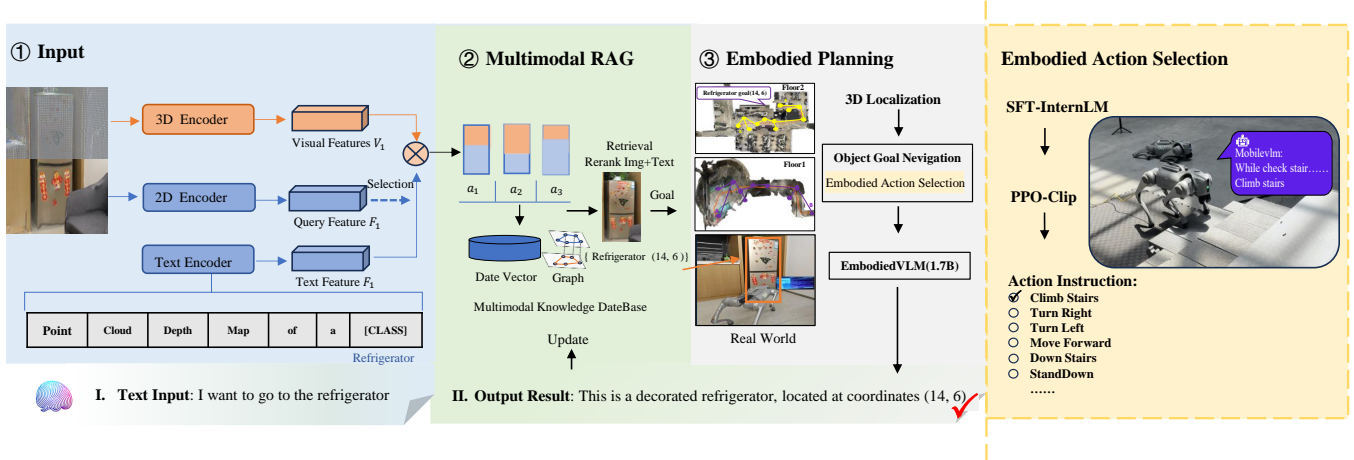 ① Input
3D Encoder
Visual Features V₁
2D Encoder
Selection
Query Feature F₁
Text Encoder
Text Feature F₁
Point Cloud Depth Map of a [CLASS]
Refrigerator
I. Text Input: I want to go to the refrigerator
② Multimodal RAG
a₁ a₂ a₃
Retrieval
Rerank Img+Text
Goal
Date Vector
Graph
{ Refrigerator (14, 6 )}
Multimodal Knowledge DateBase
Update
II. Output Result: This is a decorated refrigerator, located at coordinates (14, 6)
③ Embodied Planning
Floor2
Refrigerator goal(14, 6)
Floor1
Real World
3D Localization
Object Goal Nevigation
Embodied Action Selection
EmbodiedVLM(1.7B)
Embodied Action Selection
SFT-InternLM
PPO-Clip
Mobilevlm:
While check stair……
Climb stairs
Action Instruction:
Climb Stairs
Turn Right
Turn Left
Move Forward
Down Stairs
StandDown
……